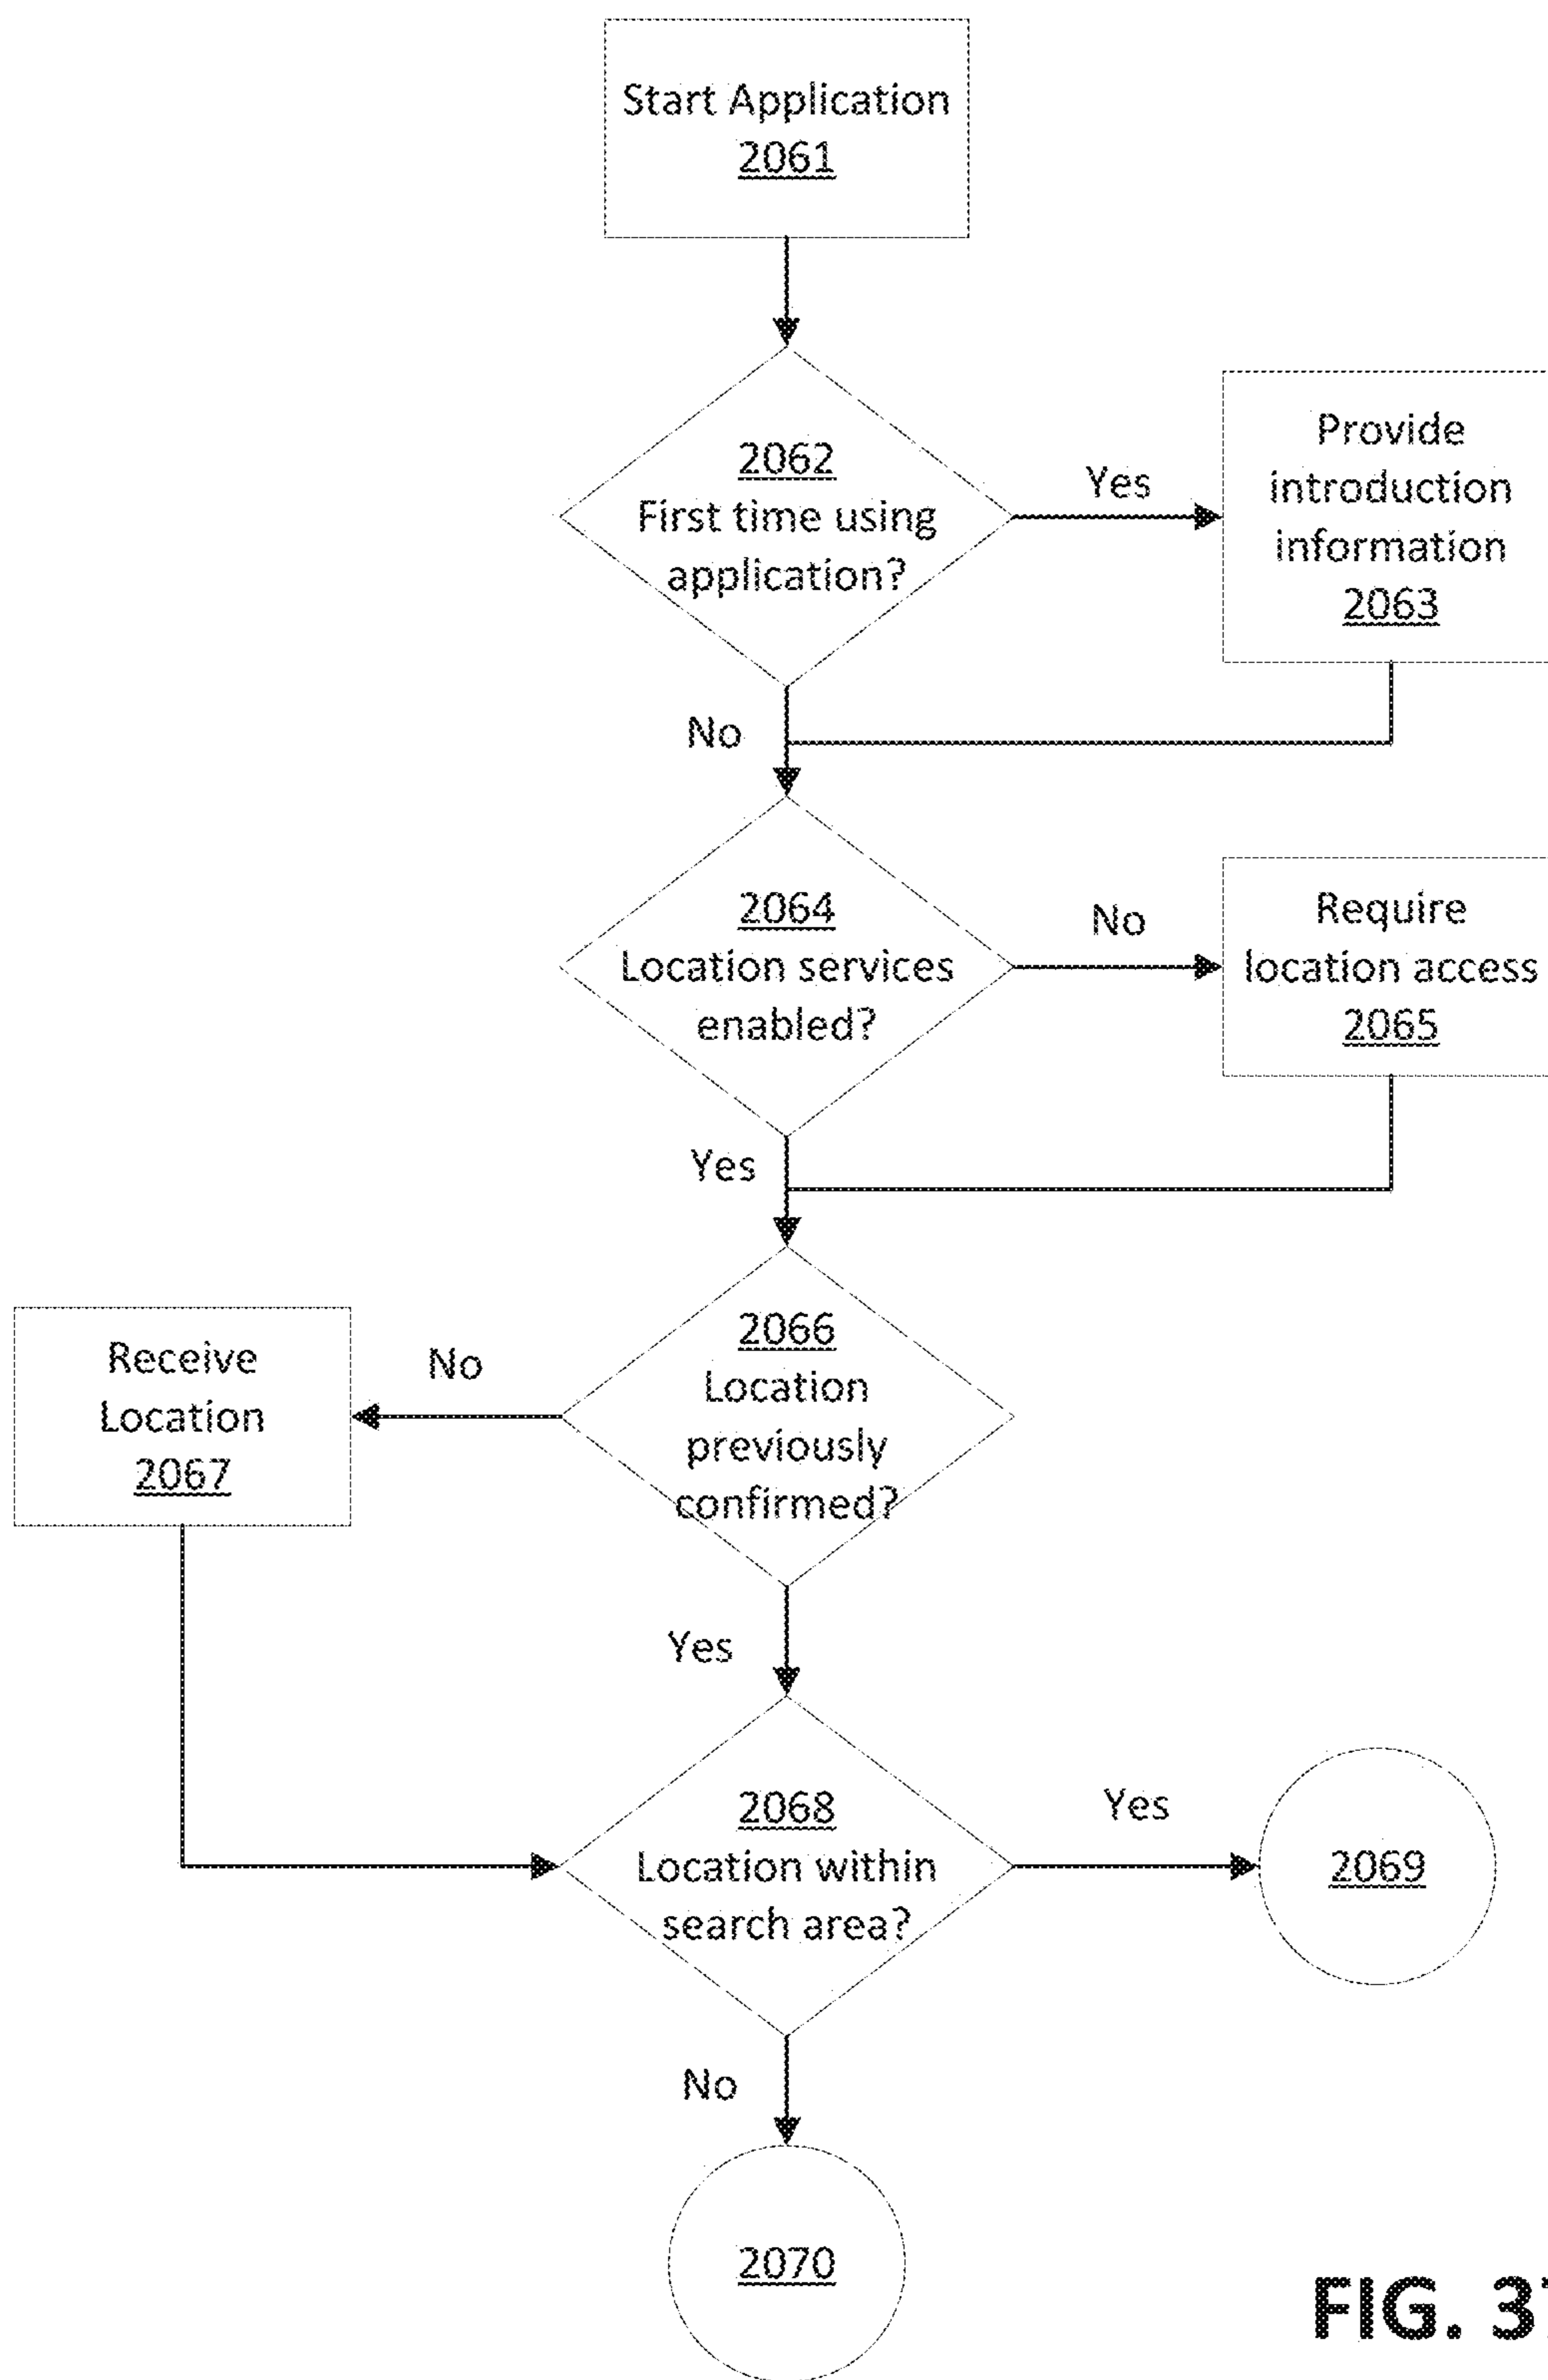 Start Application
2061
2062
First time using
application?
Yes
Provide
introduction
information
2063
No
2064
Location services
enabled?
No
Require
location access
2065
Yes
2066
Location
previously
confirmed?
No
Receive
Location
2067
Yes
2068
Location within
search area?
Yes
2069
No
2070
FIG.